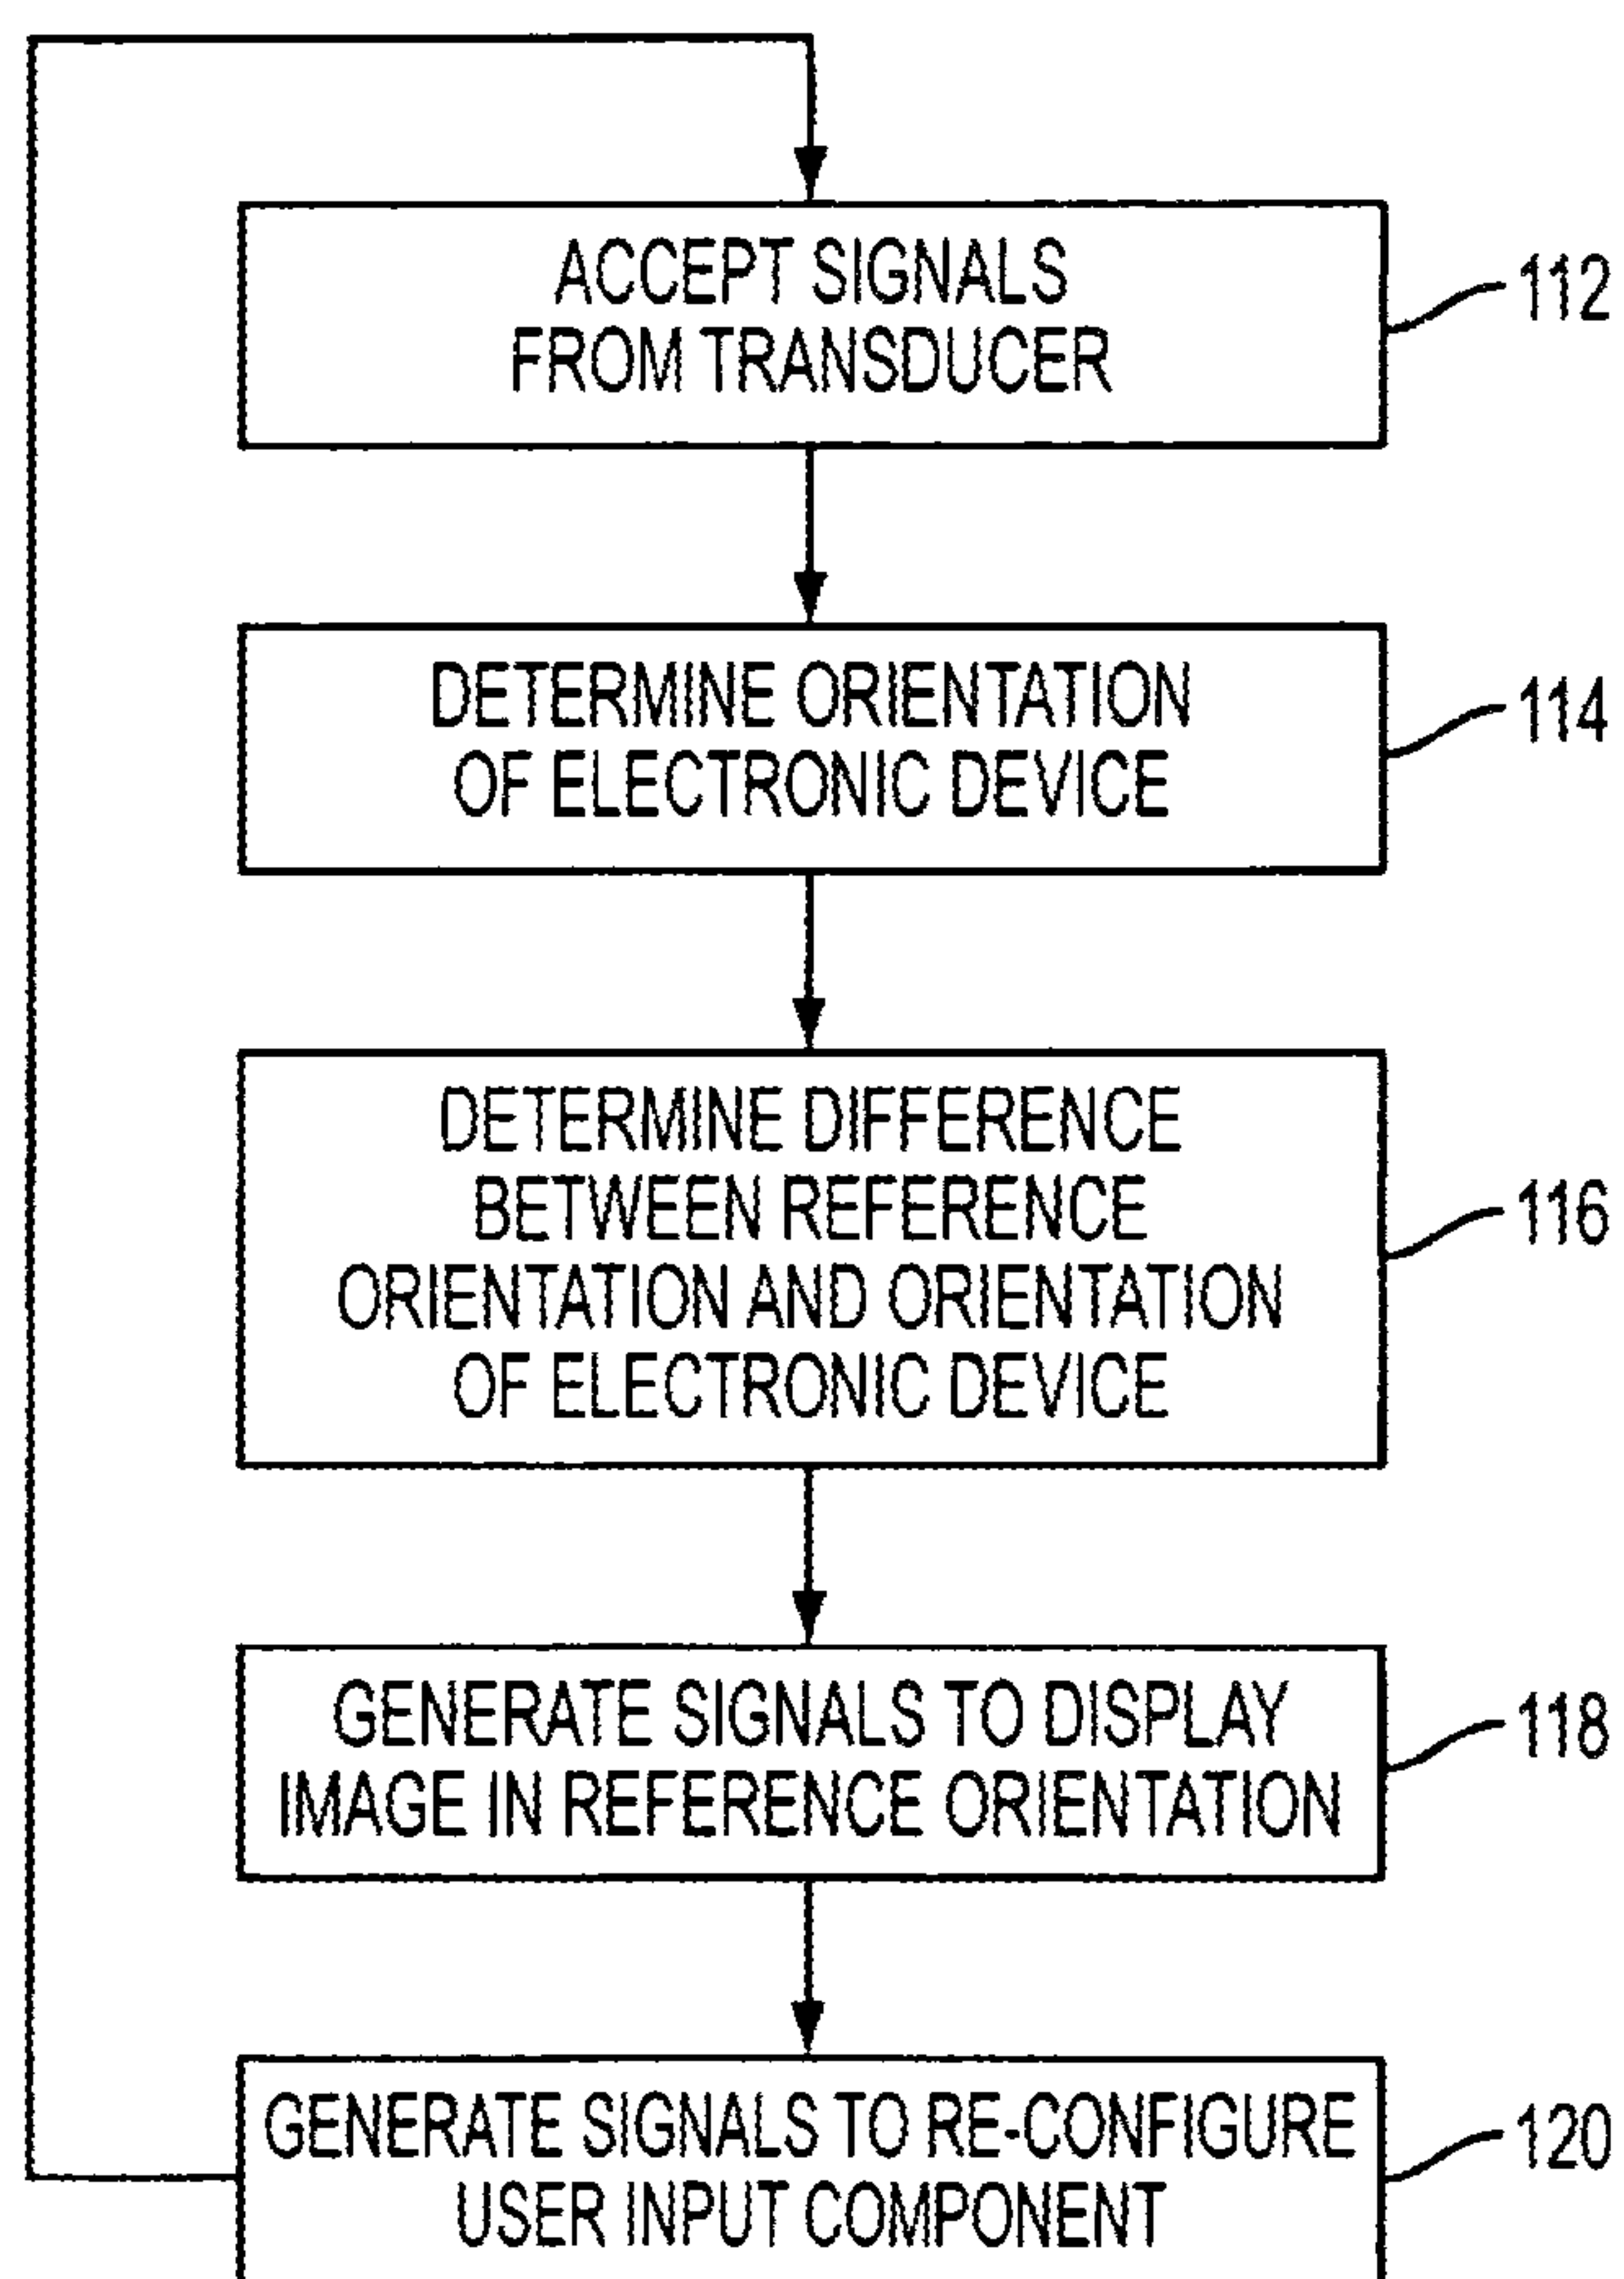 ACCEPT SIGNALS
FROM TRANSDUCER
112
DETERMINE ORIENTATION
OF ELECTRONIC DEVICE
114
DETERMINE DIFFERENCE
BETWEEN REFERENCE
ORIENTATION AND ORIENTATION
OF ELECTRONIC DEVICE
116
GENERATE SIGNALS TO DISPLAY
IMAGE IN REFERENCE ORIENTATION
118
GENERATE SIGNALS TO RE-CONFIGURE
USER INPUT COMPONENT
120